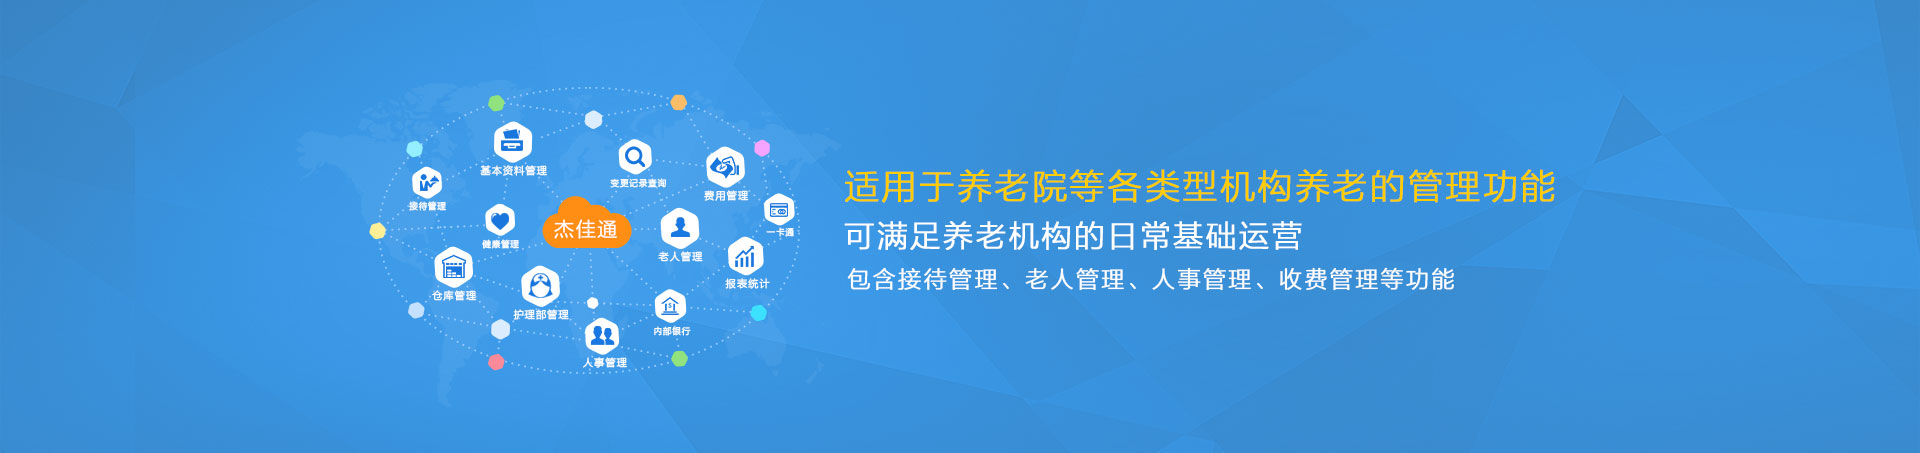 基本资料管理
变更记录查询
费用管理
接待管理
健康管理
杰佳通
一卡通
老人管理
报表统计
仓库管理
护理部管理
内部银行
人事管理
适用于养老院等各类型机构养老的管理功能
可满足养老机构的日常基础运营
包含接待管理、老人管理、人事管理、收费管理等功能